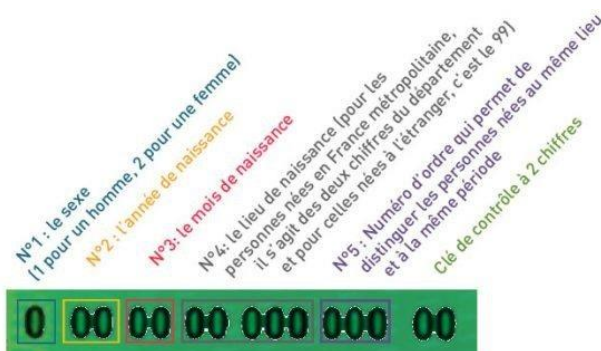 N°1 : le sexe
(1 pour un homme, 2 pour une femme)
N°2 : l'année de naissance
N°3: le mois de naissance
N°4: le lieu de naissance (pour les
personnes nées en France métropolitaine,
il s'agit des deux chiffres du département
et pour celles nées à l'étranger, c'est le 99)
N°5 : Numéro d'ordre qui permet de
distinguer les personnes nées au même lieu
et à la même période
Clé de contrôle à 2 chiffres
0 00 00 00 000 000 00